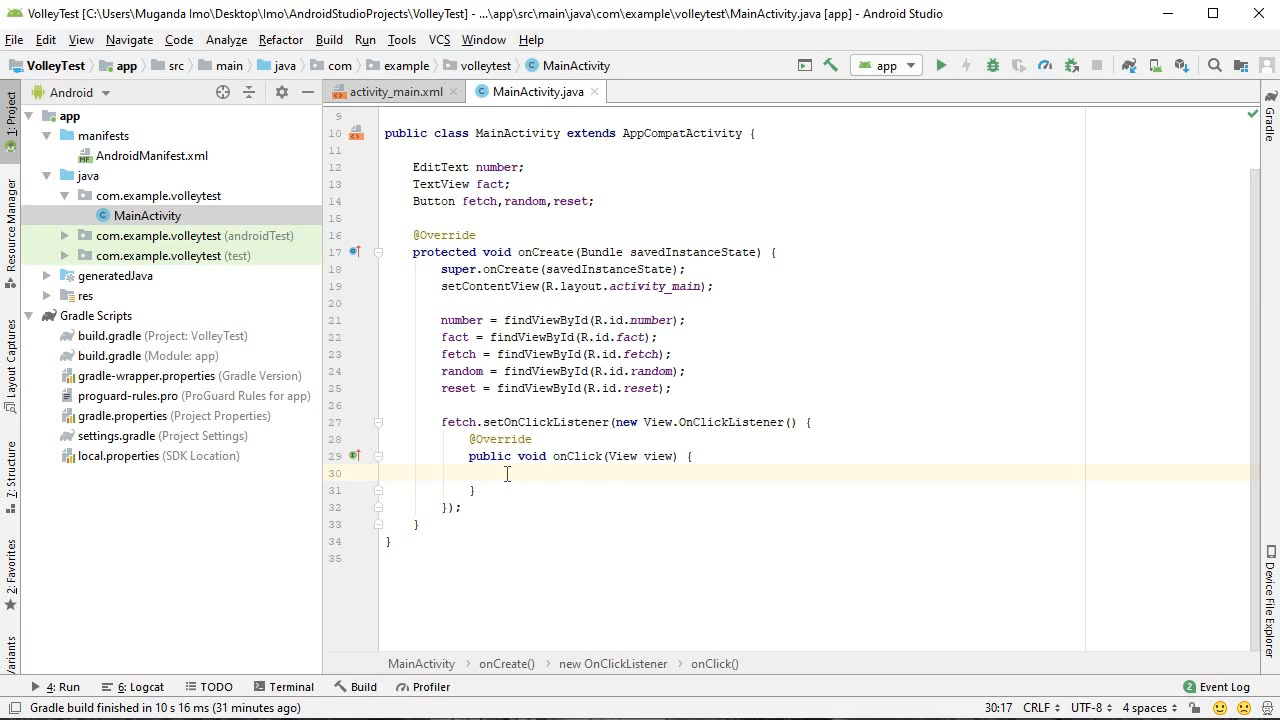 VolleyTest [C:\Users\Muganda Imo\Desktop\Imo\AndroidStudioProjects\VolleyTest] - ...\app\src\main\java\com\example\volleytest\MainActivity.java [app] - Android Studio
File Edit View Navigate Code Analyze Refactor Build Run Tools VCS Window Help
VolleyTest app src main java com example volleytest MainActivity app
Android activity_main.xml MainActivity.java
1: Project
Resource Manager
Layout Captures
Z: Structure
2: Favorites
Variants
app
manifests
AndroidManifest.xml
java
com.example.volleytest
MainActivity
com.example.volleytest (androidTest)
com.example.volleytest (test)
generatedJava
res
Gradle Scripts
build.gradle (Project: VolleyTest)
build.gradle (Module: app)
gradle-wrapper.properties (Gradle Version)
proguard-rules.pro (ProGuard Rules for app)
gradle.properties (Project Properties)
settings.gradle (Project Settings)
local.properties (SDK Location)
9
10 public class MainActivity extends AppCompatActivity {
11
12 EditText number;
13 TextView fact;
14 Button fetch,random,reset;
15
16 @Override
17 protected void onCreate(Bundle savedInstanceState) {
18 super.onCreate(savedInstanceState);
19 setContentView(R.layout.activity_main);
20
21 number = findViewById(R.id.number);
22 fact = findViewById(R.id.fact);
23 fetch = findViewById(R.id.fetch);
24 random = findViewById(R.id.random);
25 reset = findViewById(R.id.reset);
26
27 fetch.setOnClickListener(new View.OnClickListener() {
28 @Override
29 public void onClick(View view) {
30
31 }
32 });
33 }
34 }
35
MainActivity › onCreate() › new OnClickListener › onClick()
Gradle
Device File Explorer
4: Run 6: Logcat TODO Terminal Build Profiler 2 Event Log
Gradle build finished in 10 s 16 ms (31 minutes ago) 30:17 CRLF UTF-8 4 spaces